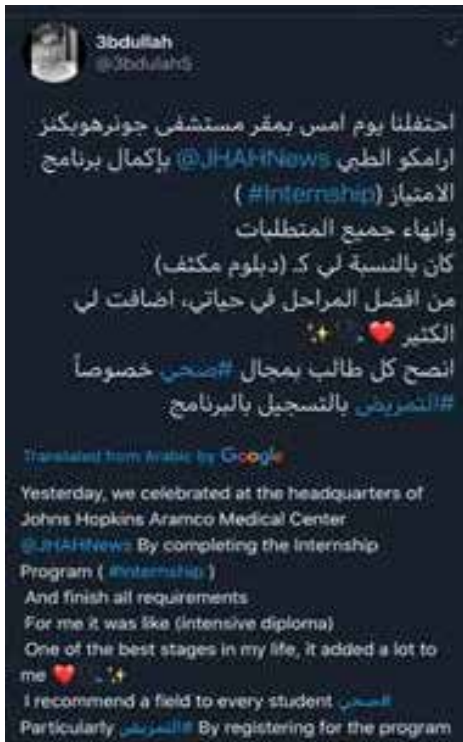 3bdullah
@3bdulahS
احتفلنا يوم امس بمقر مستشفى جونزهوبكنز
ارامكو الطبي @JHAHNews بإكمال برنامج
الامتياز (#Internship )
وانهاء جميع المتطلبات
كان بالنسبة لي كـ (دبلوم مكثف)
من افضل المراحل في حياتي، اضافت لي
الكثير ❤️ ✨
انصح كل طالب بمجال #صحي خصوصاً
#التمريض بالتسجيل بالبرنامج
Translated from Arabic by Google
Yesterday, we celebrated at the headquarters of
Johns Hopkins Aramco Medical Center
@JHAHNews By completing the Internship
Program ( #Internship )
And finish all requirements
For me it was like (intensive diploma)
One of the best stages in my life, it added a lot to
me ❤️ ✨
I recommend a field to every student #صحي
Particularly #التمريض By registering for the program